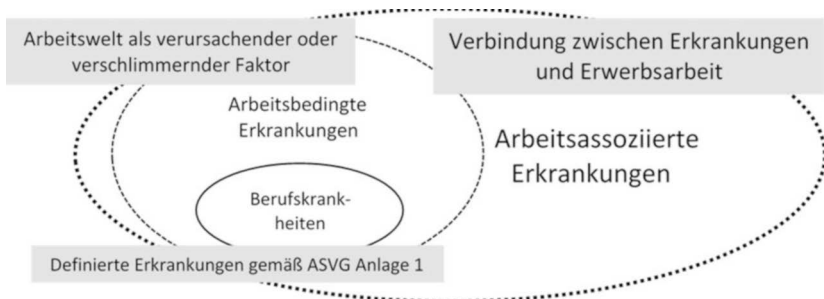 Arbeitswelt als verursachender oder
verschlimmernder Faktor
Verbindung zwischen Erkrankungen
und Erwerbsarbeit
Arbeitsbedingte
Erkrankungen
Arbeitsassoziierte
Erkrankungen
Berufskrank-
heiten
Definierte Erkrankungen gemäß ASVG Anlage 1